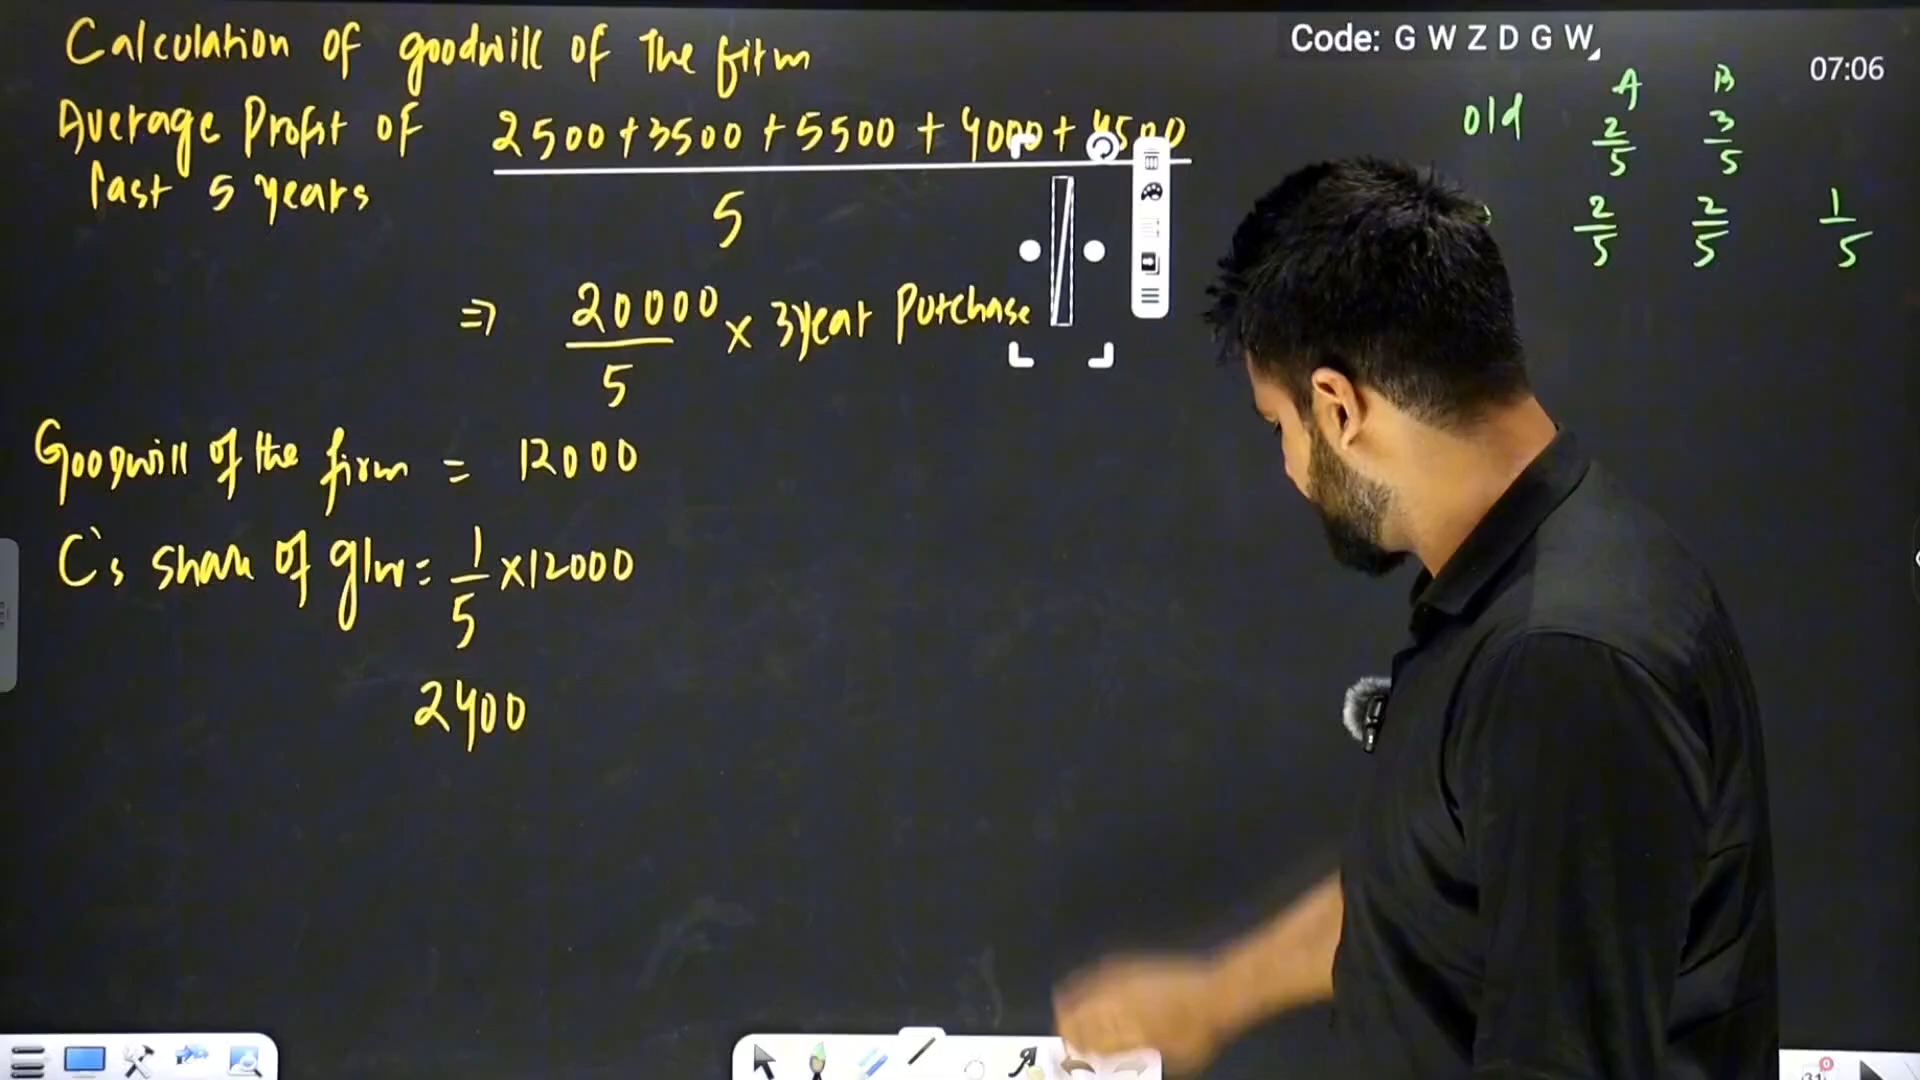 Calculation of goodwill of the firm
Code: G W Z D G W
07:06
Average Profit of last 5 years
2500+3500+5500+4000+4500
5
⇒ 20000/5 × 3year Purchase
Goodwill of the firm = 12000
C's share of g/w = 1/5 ×12000
2400
A B
old 2/5 3/5
2/5 2/5 1/5